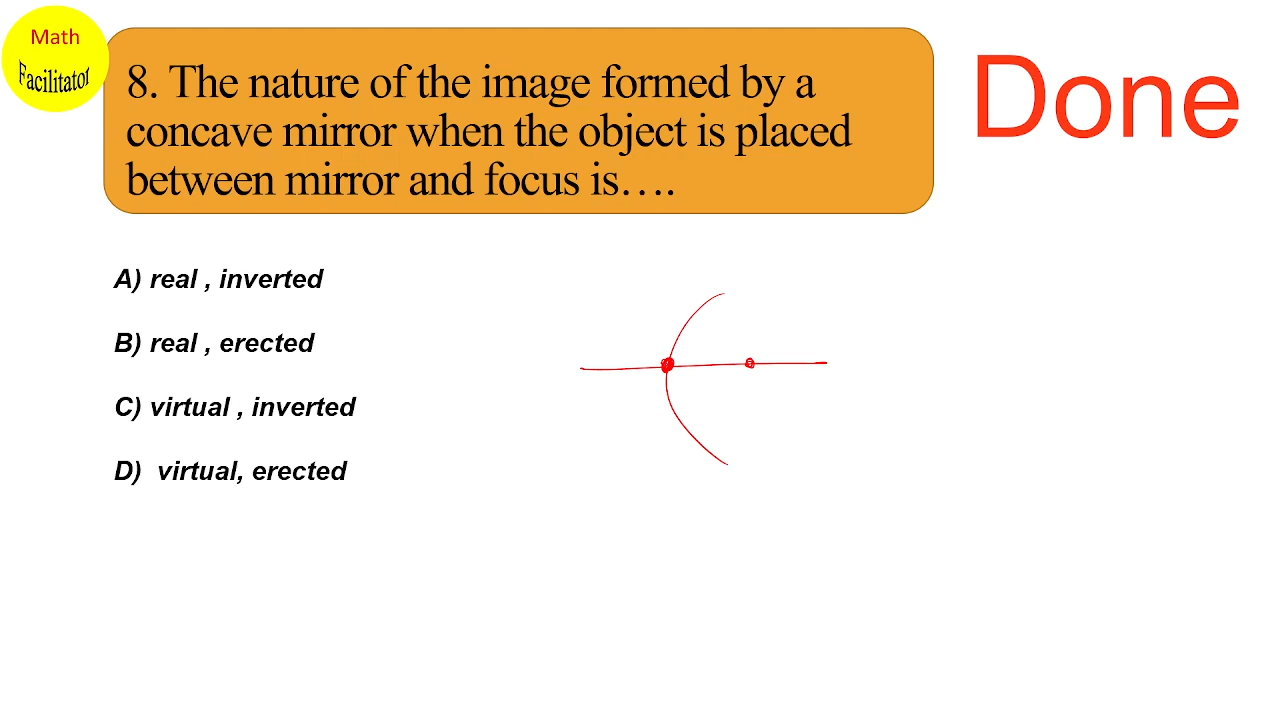 Math
Facilitator
8. The nature of the image formed by a
concave mirror when the object is placed
between mirror and focus is….
Done
A) real , inverted
B) real , erected
C) virtual , inverted
D) virtual, erected